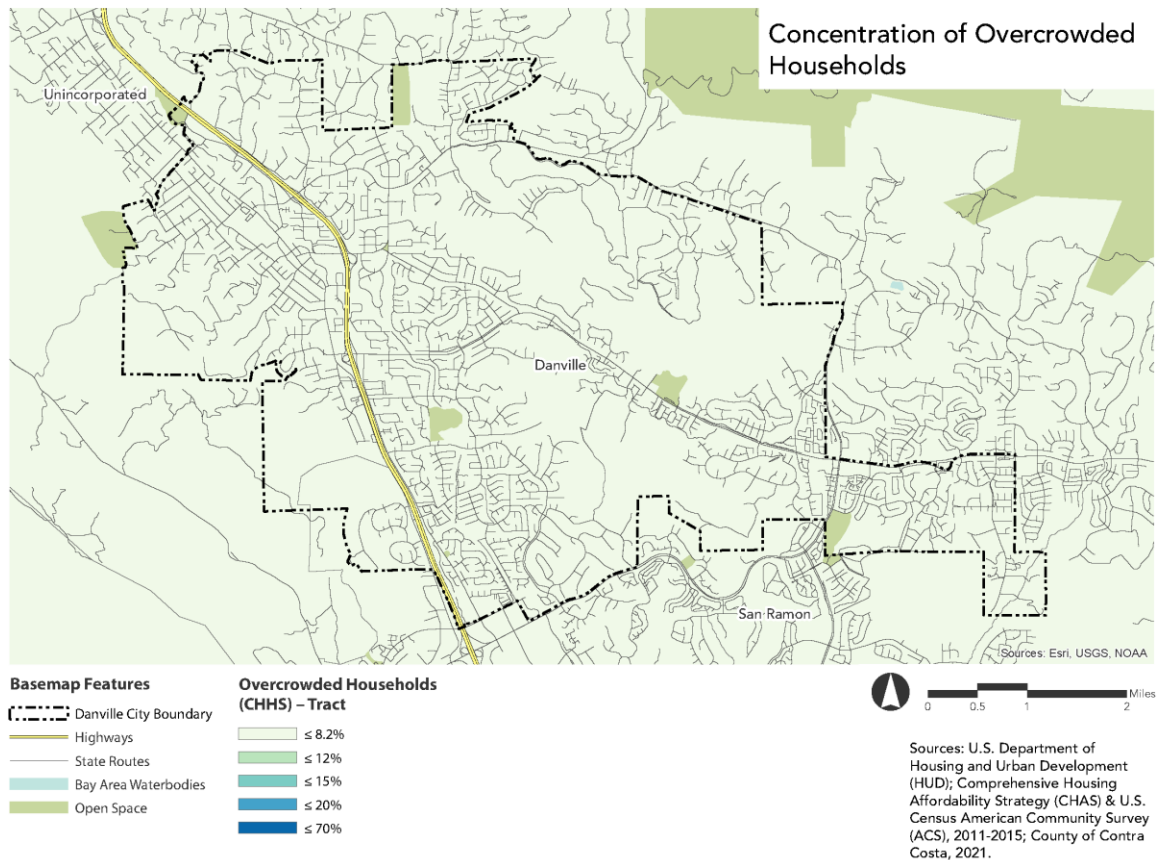 Concentration of Overcrowded
Households
Unincorporated
Danville
San Ramon
Sources: Esri, USGS, NOAA
Basemap Features
Danville City Boundary
Highways
State Routes
Bay Area Waterbodies
Open Space
Overcrowded Households
(CHHS) – Tract
≤ 8.2%
≤ 12%
≤ 15%
≤ 20%
≤ 70%
Miles
0 0.5 1 2
Sources: U.S. Department of
Housing and Urban Development
(HUD); Comprehensive Housing
Affordability Strategy (CHAS) & U.S.
Census American Community Survey
(ACS), 2011-2015; County of Contra
Costa, 2021.